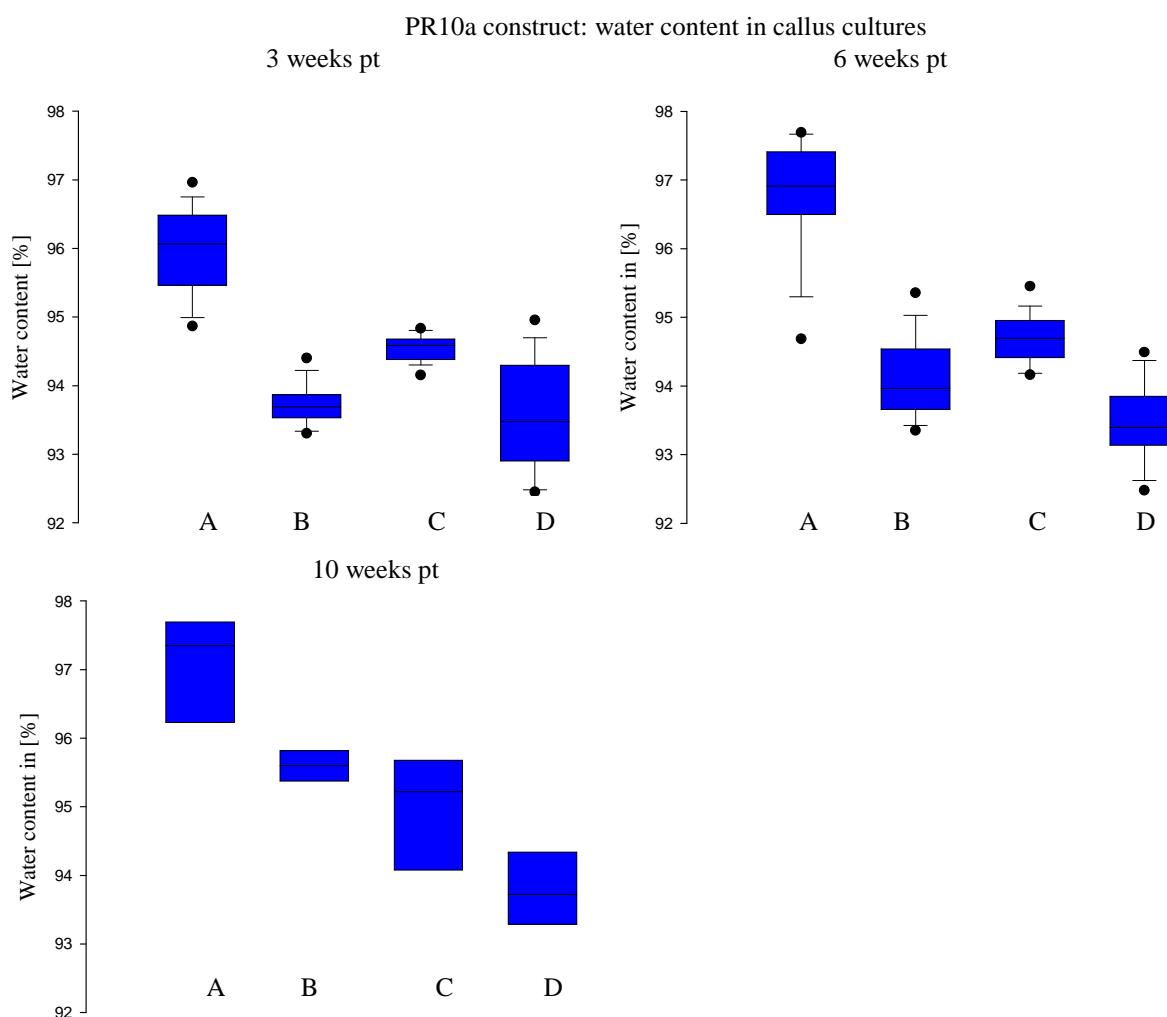 PR10a construct: water content in callus cultures
3 weeks pt
6 weeks pt
98
97
96
95
94
93
92
Water content [%]
A B C D
98
97
96
95
94
93
92
Water content in [%]
A B C D
10 weeks pt
98
97
96
95
94
93
92
Water content in [%]
A B C D